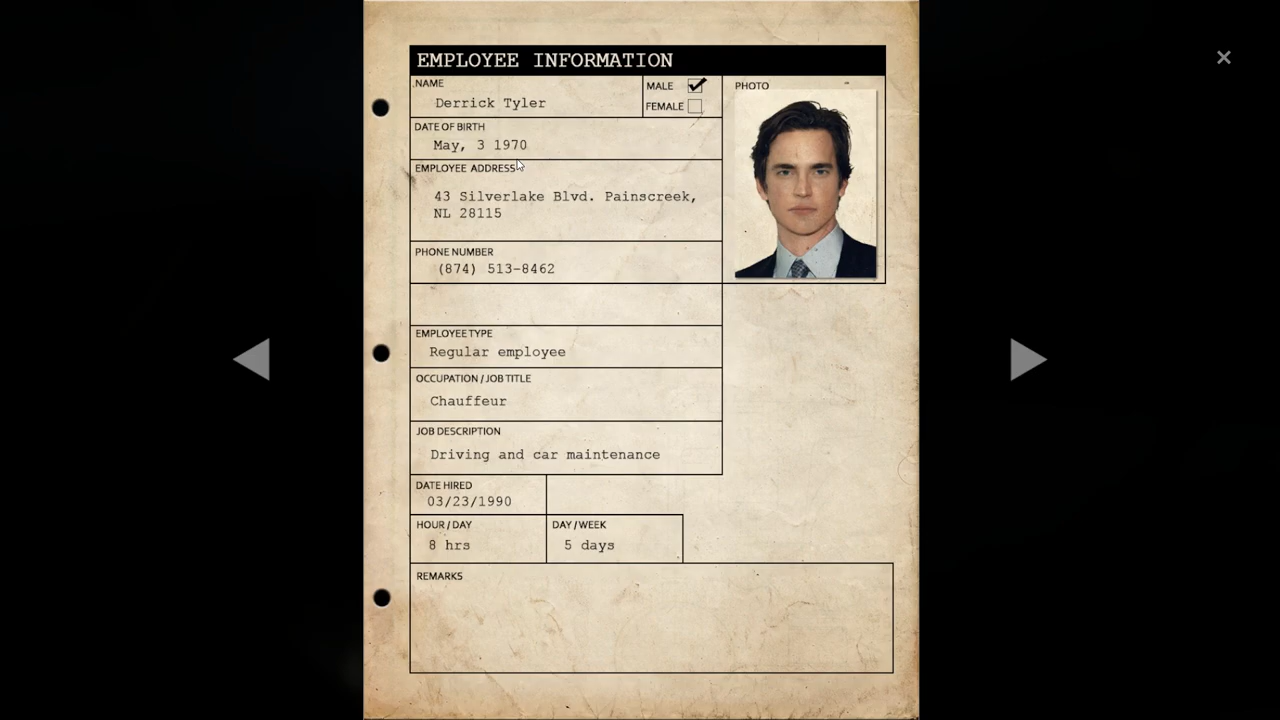 EMPLOYEE INFORMATION
NAME
Derrick Tyler
MALE
FEMALE
PHOTO
DATE OF BIRTH
May, 3 1970
EMPLOYEE ADDRESS
43 Silverlake Blvd. Painscreek,
NL 28115
PHONE NUMBER
(874) 513-8462
EMPLOYEE TYPE
Regular employee
OCCUPATION / JOB TITLE
Chauffeur
JOB DESCRIPTION
Driving and car maintenance
DATE HIRED
03/23/1990
HOUR / DAY
8 hrs
DAY / WEEK
5 days
REMARKS